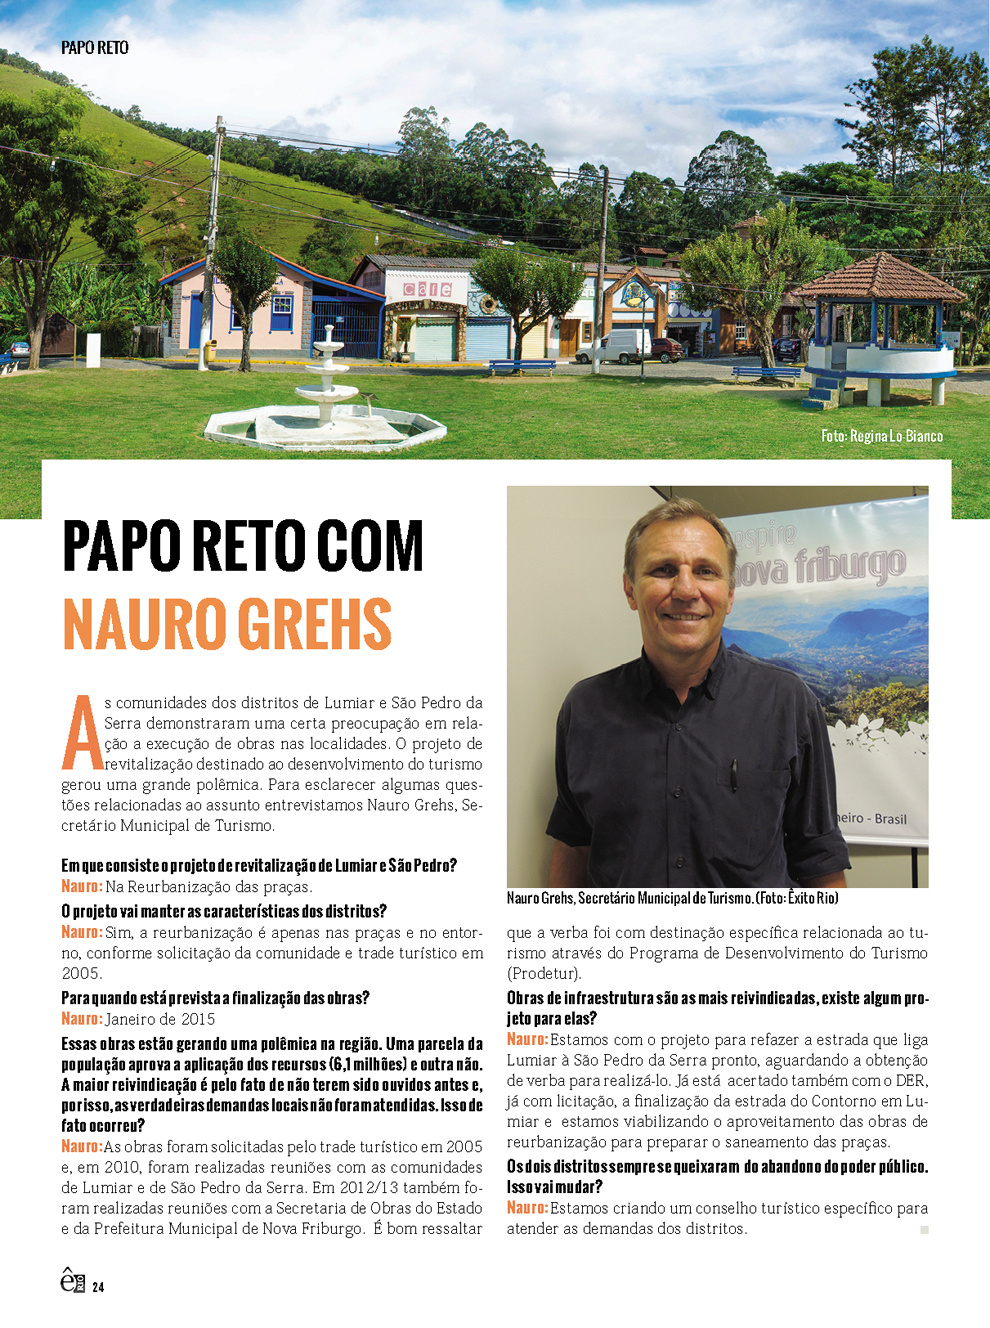 PAPO RETO
Café
Foto: Regina Lo-Bianco
PAPO RETO COM
NAURO GREHS
As comunidades dos distritos de Lumiar e São Pedro da
Serra demonstraram uma certa preocupação em rela-
ção a execução de obras nas localidades. O projeto de
revitalização destinado ao desenvolvimento do turismo
gerou uma grande polêmica. Para esclarecer algumas ques-
tões relacionadas ao assunto entrevistamos Nauro Grehs, Se-
cretário Municipal de Turismo.
Em que consiste o projeto de revitalização de Lumiar e São Pedro?
Nauro: Na Reurbanização das praças.
O projeto vai manter as características dos distritos?
Nauro: Sim, a reurbanização é apenas nas praças e no entor-
no, conforme solicitação da comunidade e trade turístico em
2005.
Para quando está prevista a finalização das obras?
Nauro: Janeiro de 2015
Essas obras estão gerando uma polêmica na região. Uma parcela da
população aprova a aplicação dos recursos (6,1 milhões) e outra não.
A maior reivindicação é pelo fato de não terem sido ouvidos antes e,
por isso, as verdadeiras demandas locais não foram atendidas. Isso de
fato ocorreu?
Nauro: As obras foram solicitadas pelo trade turístico em 2005
e, em 2010, foram realizadas reuniões com as comunidades
de Lumiar e de São Pedro da Serra. Em 2012/13 também fo-
ram realizadas reuniões com a Secretaria de Obras do Estado
e da Prefeitura Municipal de Nova Friburgo. É bom ressaltar
respire
nova friburgo
neiro - Brasil
Nauro Grehs, Secretário Municipal de Turismo. (Foto: Êxito Rio)
que a verba foi com destinação específica relacionada ao tu-
rismo através do Programa de Desenvolvimento do Turismo
(Prodetur).
Obras de infraestrutura são as mais reivindicadas, existe algum pro-
jeto para elas?
Nauro: Estamos com o projeto para refazer a estrada que liga
Lumiar à São Pedro da Serra pronto, aguardando a obtenção
de verba para realizá-lo. Já está acertado também com o DER,
já com licitação, a finalização da estrada do Contorno em Lu-
miar e estamos viabilizando o aproveitamento das obras de
reurbanização para preparar o saneamento das praças.
Os dois distritos sempre se queixaram do abandono do poder público.
Isso vai mudar?
Nauro: Estamos criando um conselho turístico específico para
atender as demandas dos distritos.
ê RIO 24